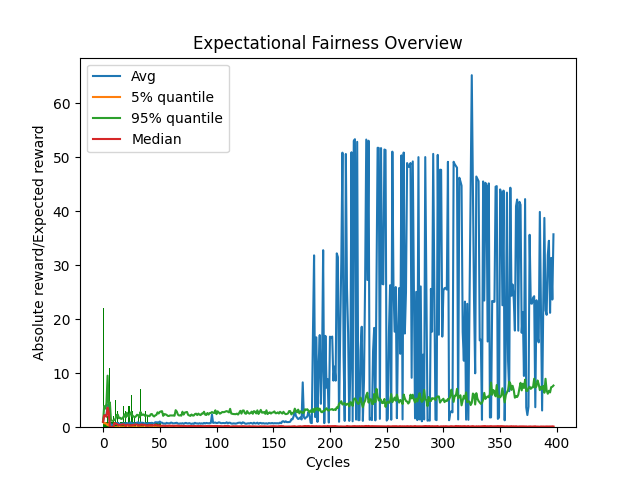 Expectational Fairness Overview
Avg
5% quantile
95% quantile
Median
Absolute reward/Expected reward
60
50
40
30
20
10
0
0 50 100 150 200 250 300 350 400
Cycles